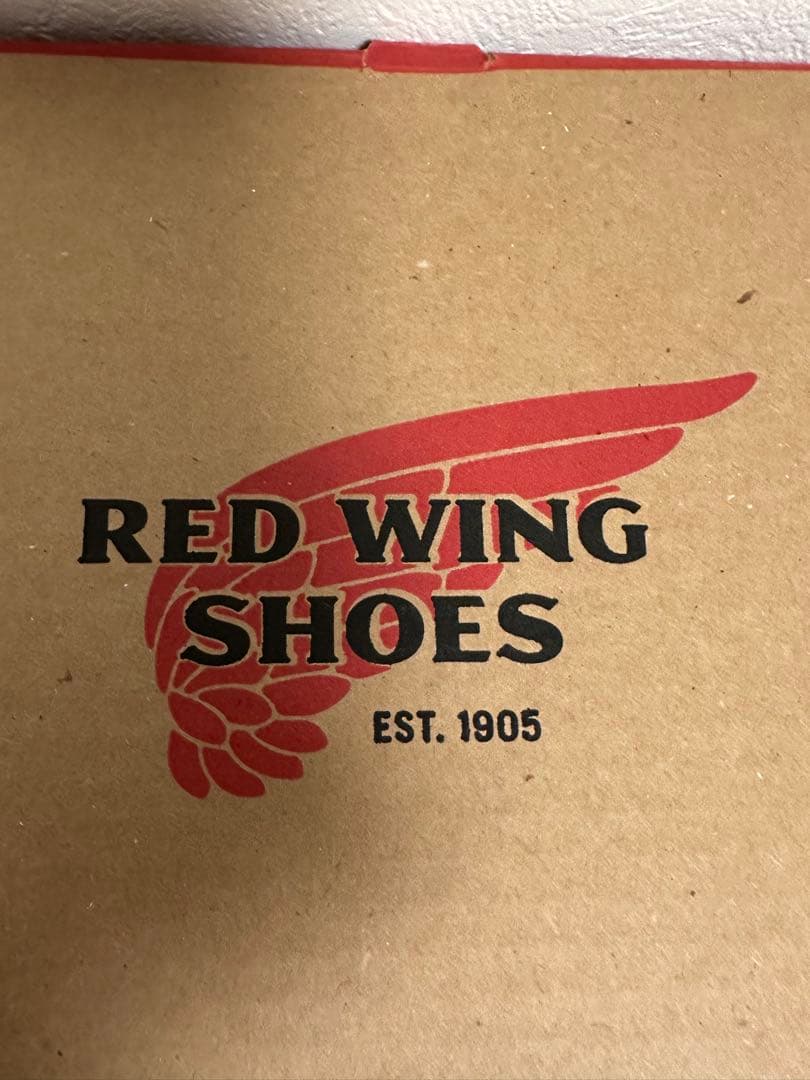 RED WING
SHOES
EST. 1905